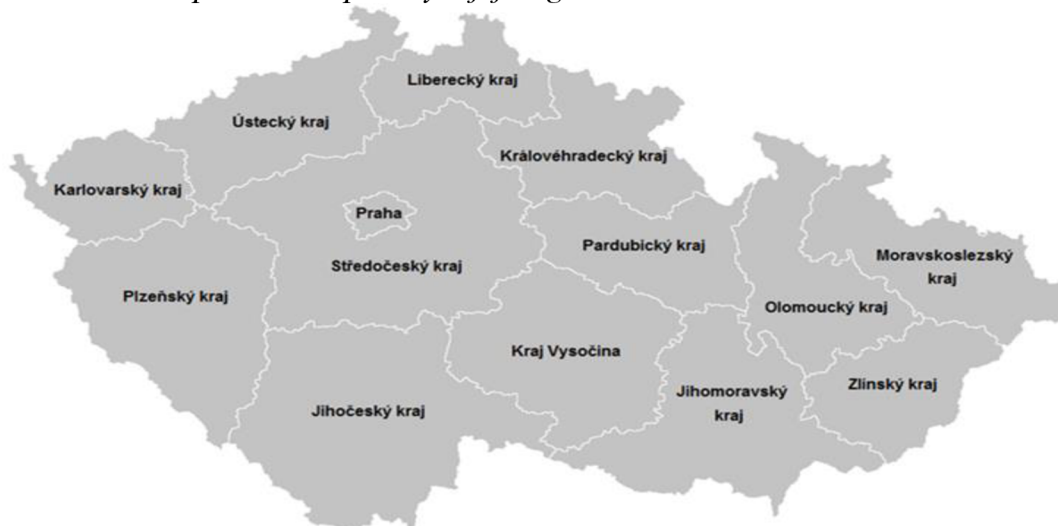 Liberecký kraj
Ústecký kraj
Královéhradecký kraj
Karlovarský kraj
Praha
Pardubický kraj
Moravskoslezský
kraj
Středočeský kraj
Plzeňský kraj
Olomoucký kraj
Kraj Vysočina
Zlínský kraj
Jihomoravský
kraj
Jihočeský kraj